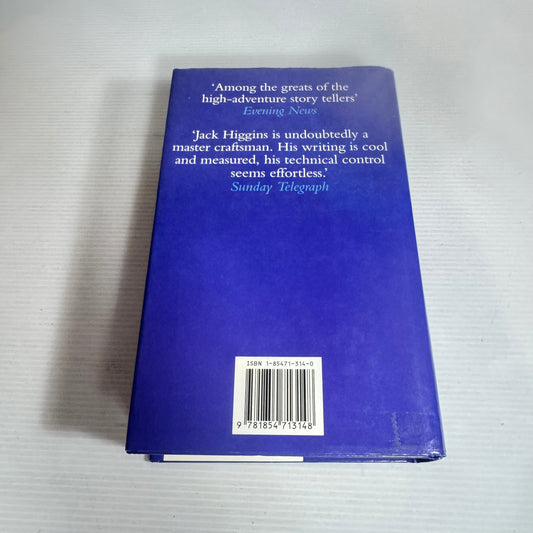 ‘Among the greats of the
high-adventure story tellers’
Evening News
‘Jack Higgins is undoubtedly a
master craftsman. His writing is cool
and measured, his technical control
seems effortless.’
Sunday Telegraph
ISBN 1-85471-314-0
9 781854 713148